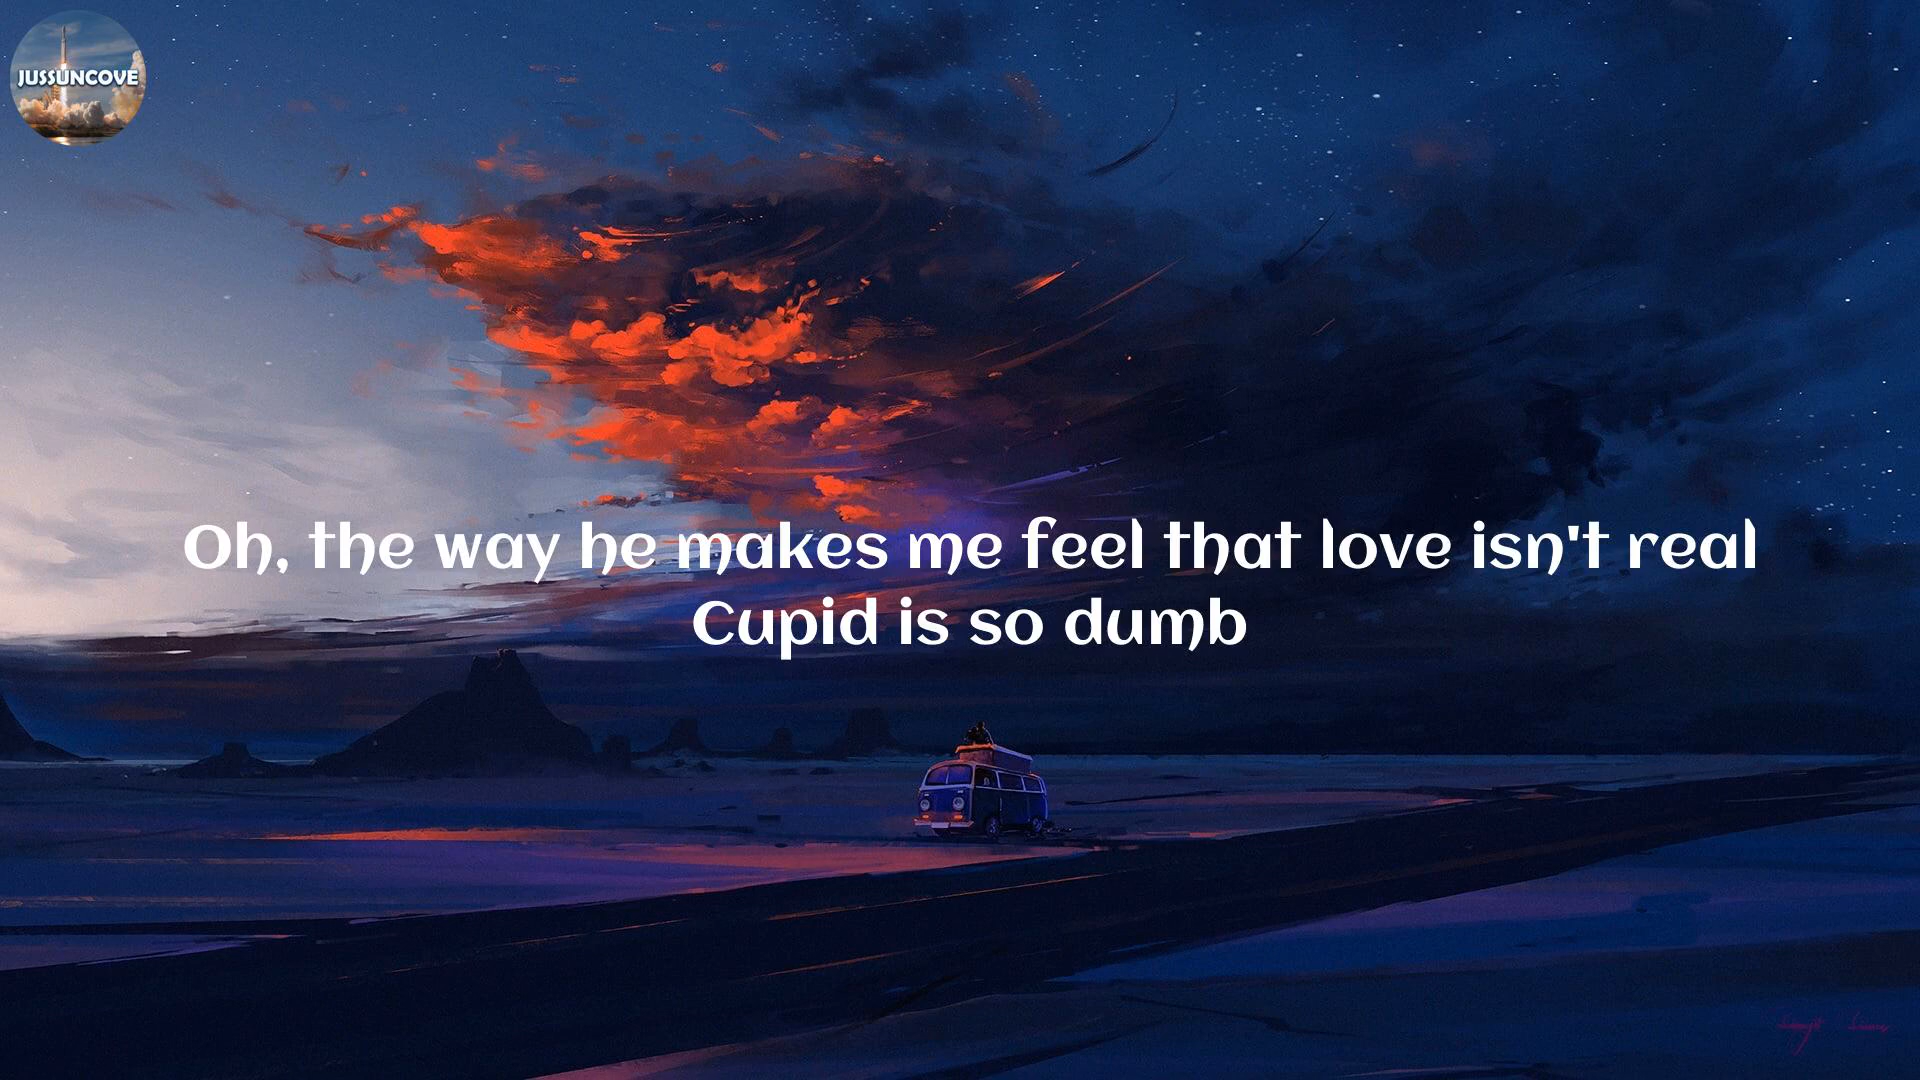 JUSSUNCOVE
Oh, the way he makes me feel that love isn't real
Cupid is so dumb